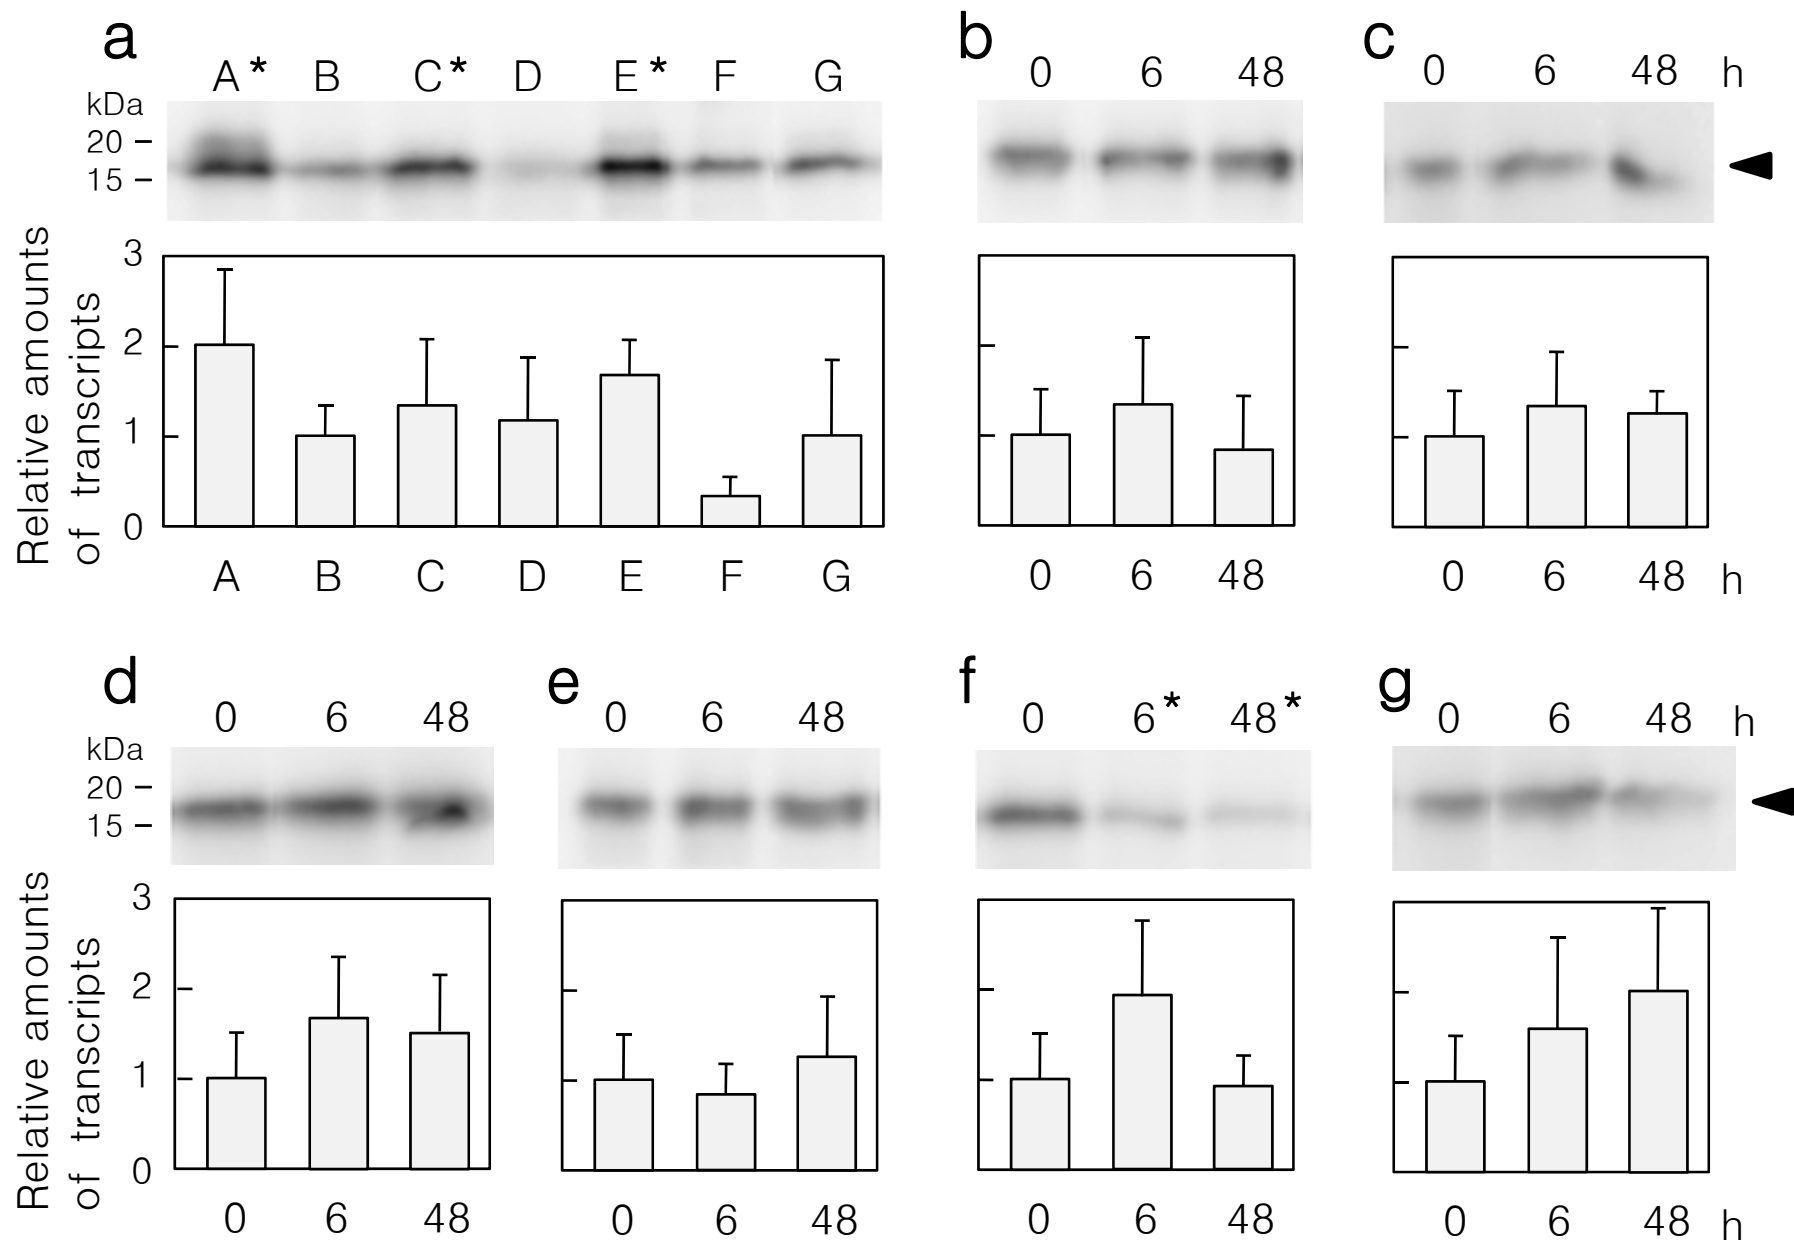 a
A* B C* D E* F G
kDa
20
15
b
0 6 48
c
0 6 48 h
Relative amounts
of transcripts
3
2
1
0
A B C D E F G
0 6 48
0 6 48 h
d
0 6 48
kDa
20
15
e
0 6 48
f
0 6* 48*
g
0 6 48 h
Relative amounts
of transcripts
3
2
1
0
0 6 48
0 6 48
0 6 48
0 6 48 h